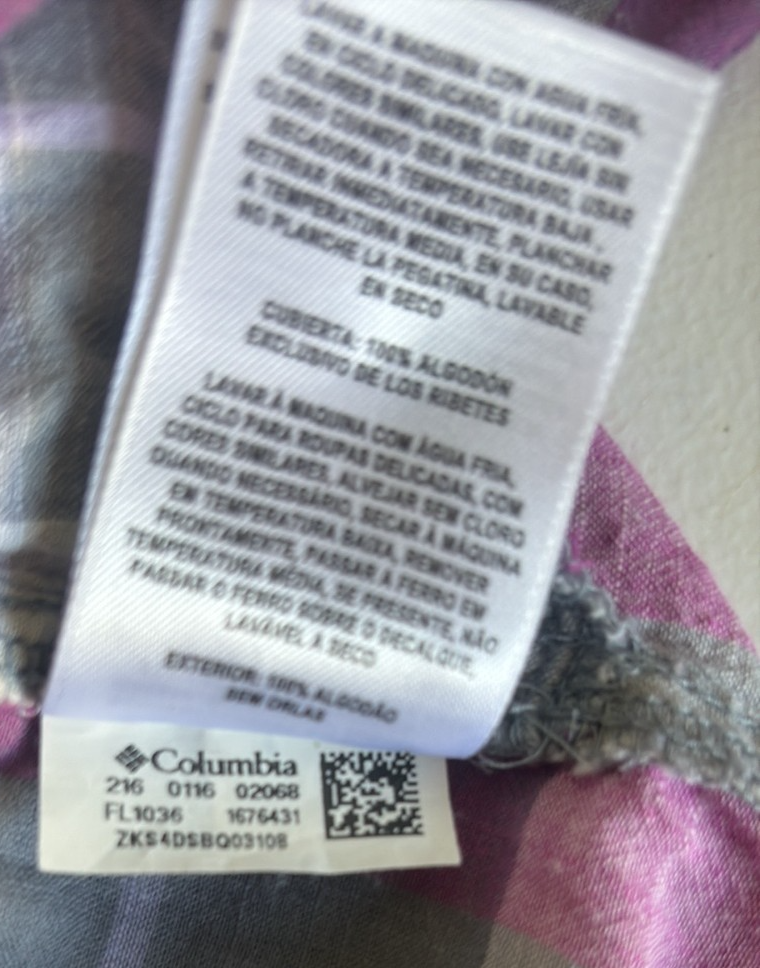 LAVAR A MAQUINA CON AGUA FRIA,
EN CICLO DELICADO, LAVAR CON
COLORES SIMILARES, USE LEJÍA SIN
CLORO CUANDO SEA NECESARIO, USAR
SECADORA A TEMPERATURA BAJA,
RETIRAR INMEDIATAMENTE, PLANCHAR
A TEMPERATURA MEDIA, EN SU CASO,
NO PLANCHE LA PEGATINA, LAVABLE
EN SECO
CUBIERTA: 100% ALGODÓN
EXCLUSIVO DE LOS RIBETES
LAVAR À MAQUINA COM ÁGUA FRIA,
CICLO PARA ROUPAS DELICADAS, COM
CORES SIMILARES, ALVEJAR SEM CLORO
QUANDO NECESSÁRIO, SECAR À MÁQUINA
EM TEMPERATURA BAIXA, REMOVER
PRONTAMENTE, PASSAR A FERRO EM
TEMPERATURA MÉDIA, SE PRESENTE, NÃO
PASSAR O FERRO SOBRE O DECALQUE,
LAVÁVEL A SECO
EXTERIOR: 100% ALGODÃO
SEM ORLAS
Columbia
216 0116 02068
FL1036 1676431
ZKS4DSBQ03108